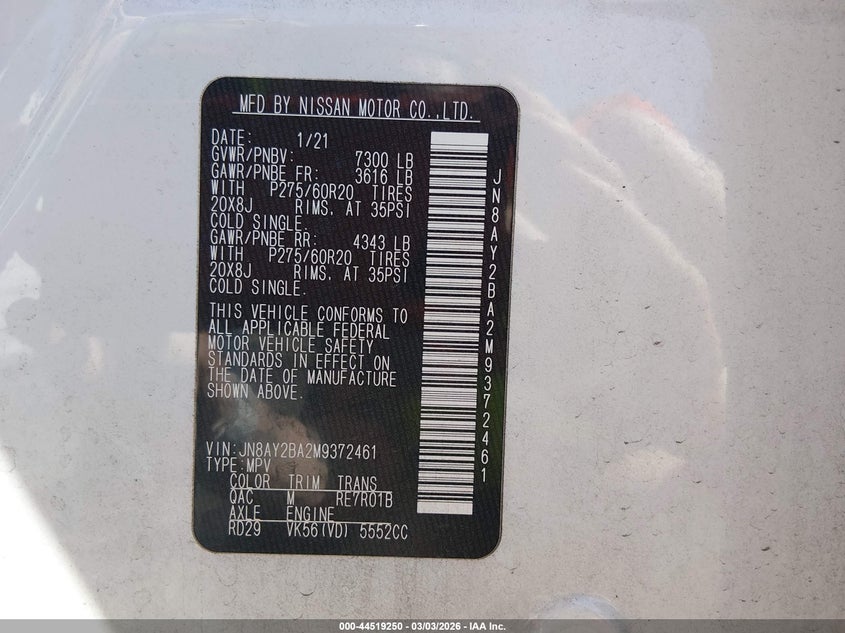 MFD BY NISSAN MOTOR CO.,LTD.
DATE: 1/21
GVWR/PNBV: 7300 LB
GAWR/PNBE FR: 3616 LB
WITH P275/60R20 TIRES
20X8J RIMS, AT 35PSI
COLD SINGLE.
GAWR/PNBE RR: 4343 LB
WITH P275/60R20 TIRES
20X8J RIMS, AT 35PSI
COLD SINGLE.
THIS VEHICLE CONFORMS TO
ALL APPLICABLE FEDERAL
MOTOR VEHICLE SAFETY
STANDARDS IN EFFECT ON
THE DATE OF MANUFACTURE
SHOWN ABOVE.
VIN:JN8AY2BA2M9372461
TYPE:MPV
COLOR TRIM TRANS
QAC M RE7R01B
AXLE ENGINE
RD29 VK56(VD) 5552CC
JN8AY2BA2M9372461
000-44519250 — 03/03/2026 — IAA Inc.